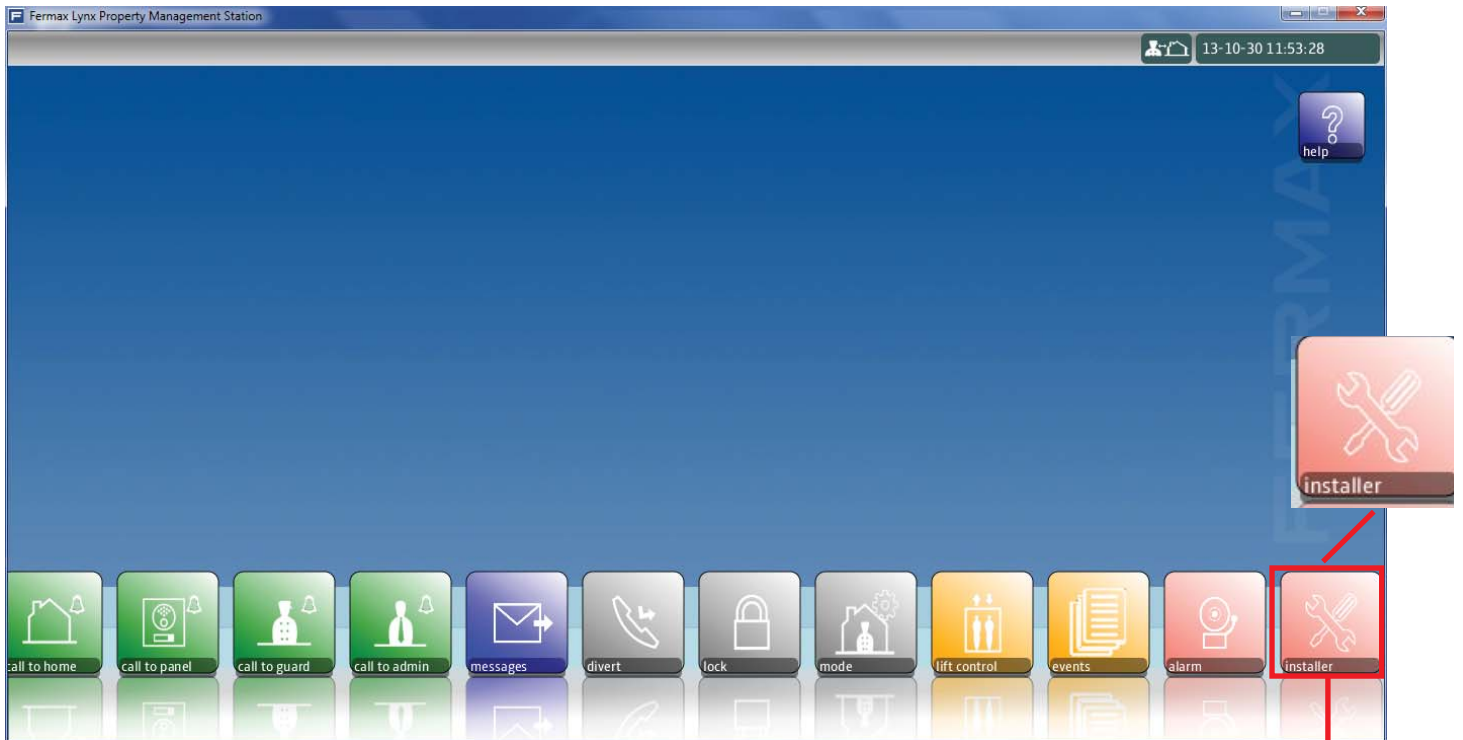 Fermax Lynx Property Management Station
13-10-30 11:53:28
help
FERMAX
installer
call to home
call to panel
call to guard
call to admin
messages
divert
lock
mode
lift control
events
alarm
installer